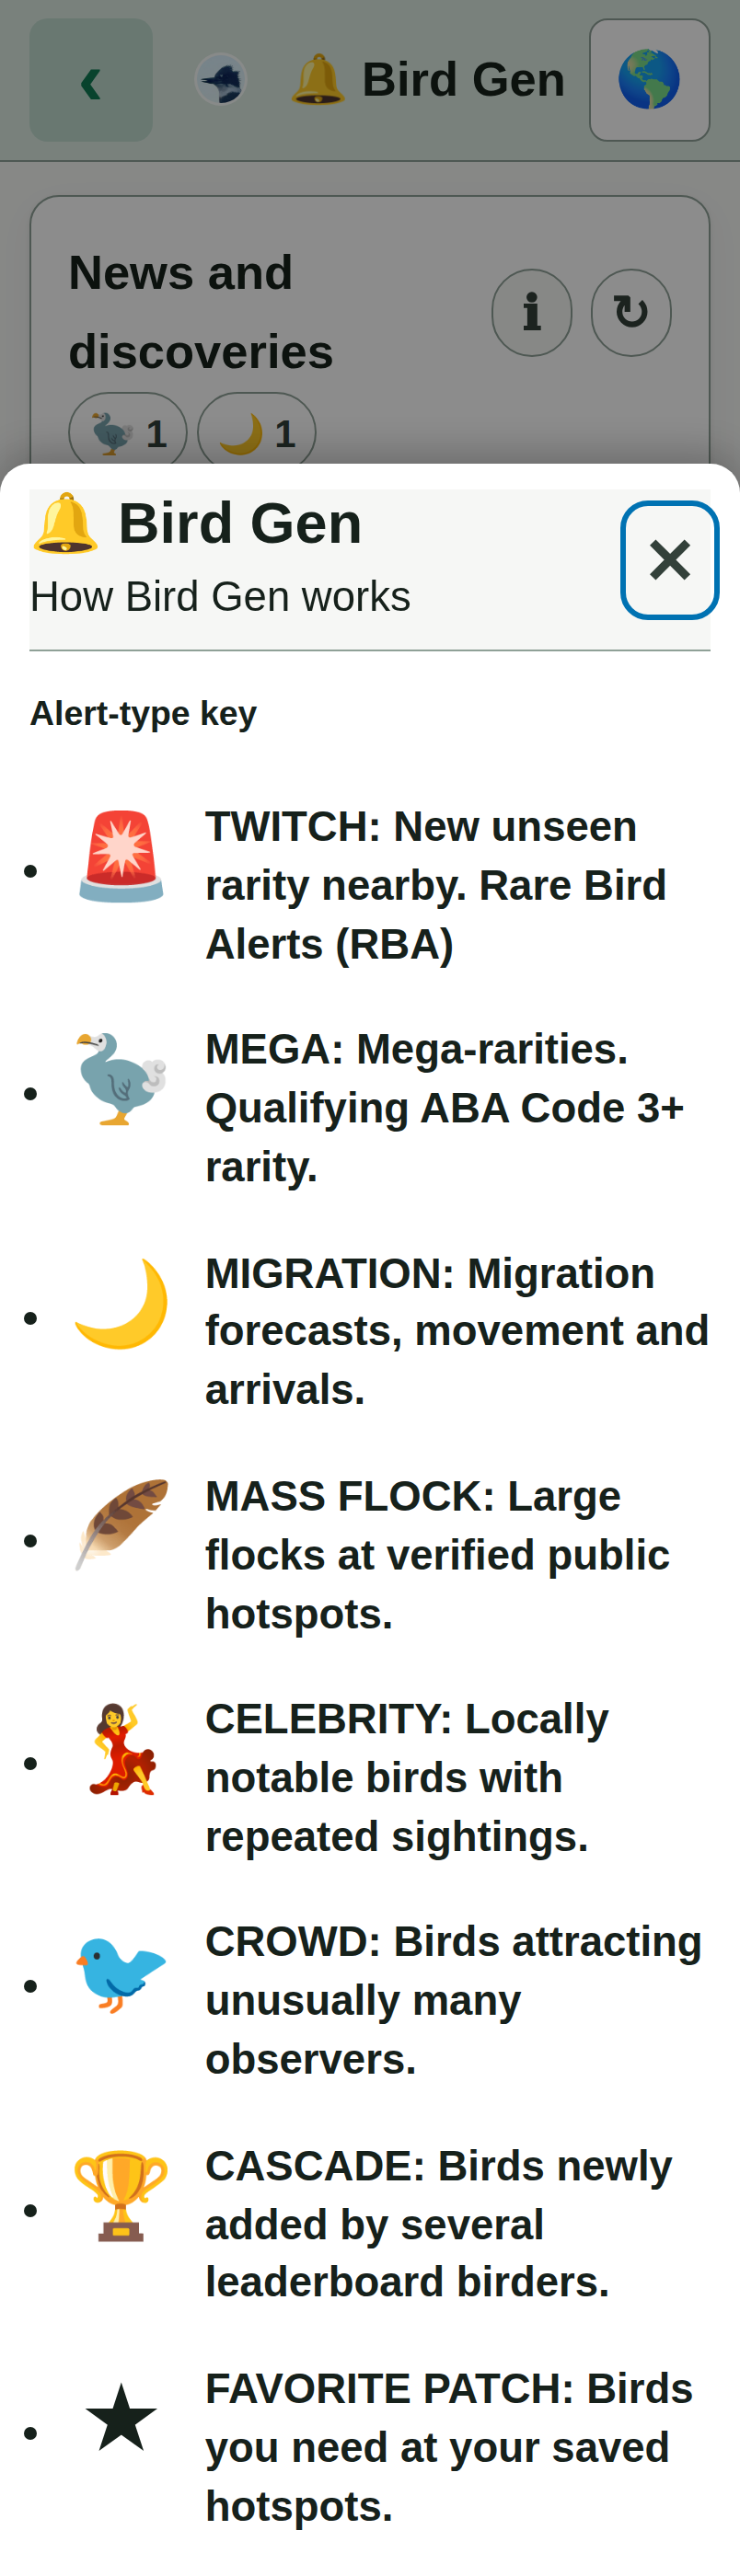 ‹ 🔔 Bird Gen 🌎
News and
discoveries
ℹ ↻
🦤 1 🌙 1
🔔 Bird Gen
How Bird Gen works
✕
Alert-type key
• 🚨 TWITCH: New unseen
rarity nearby. Rare Bird
Alerts (RBA)
• 🦤 MEGA: Mega-rarities.
Qualifying ABA Code 3+
rarity.
• 🌙 MIGRATION: Migration
forecasts, movement and
arrivals.
• 🪶 MASS FLOCK: Large
flocks at verified public
hotspots.
• 💃 CELEBRITY: Locally
notable birds with
repeated sightings.
• 🐦 CROWD: Birds attracting
unusually many
observers.
• 🏆 CASCADE: Birds newly
added by several
leaderboard birders.
• ★ FAVORITE PATCH: Birds
you need at your saved
hotspots.